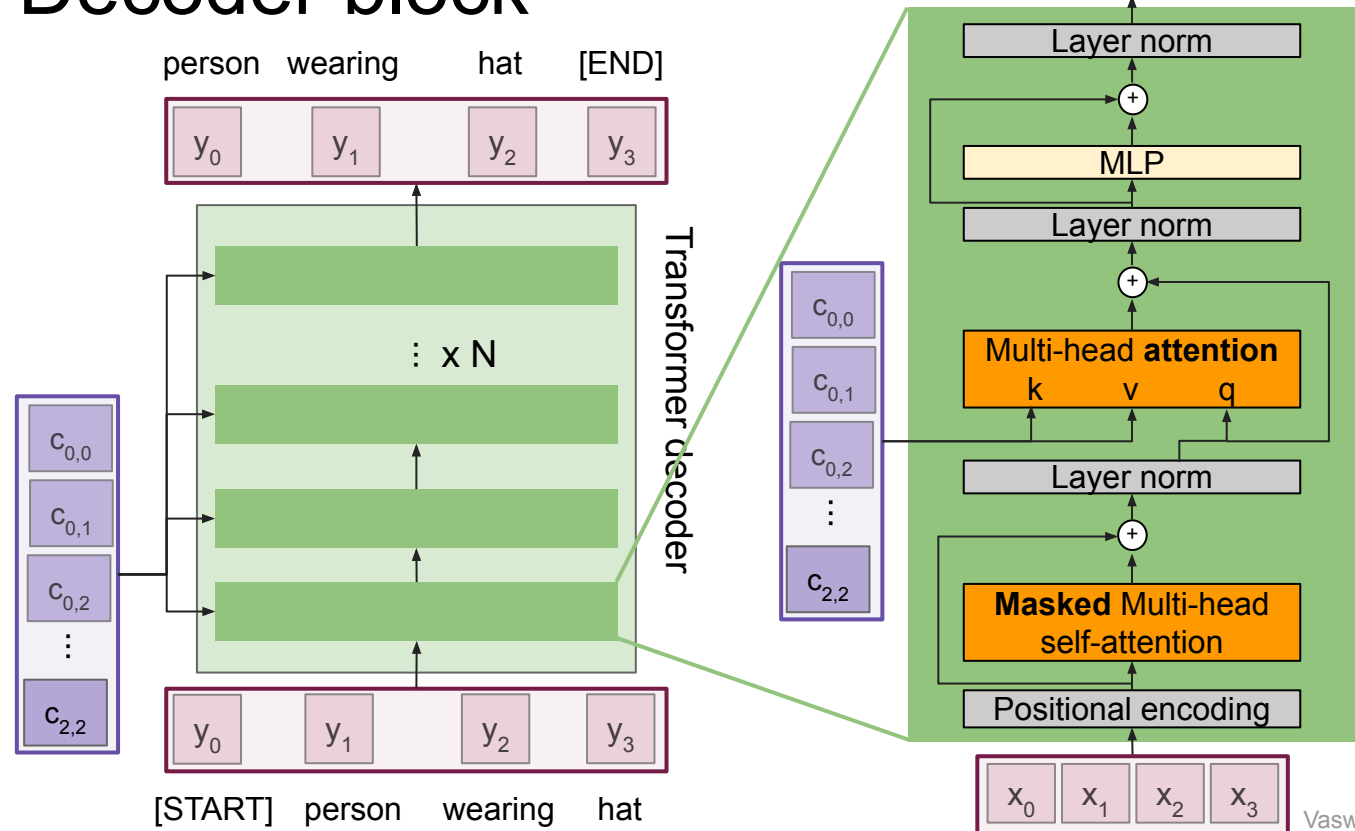 Decoder block
person wearing hat [END]
y0 y1 y2 y3
⋮ x N
Transformer decoder
c0,0
c0,1
c0,2
⋮
c2,2
y0 y1 y2 y3
[START] person wearing hat
c0,0
c0,1
c0,2
⋮
c2,2
Layer norm
+
MLP
Layer norm
+
Multi-head attention
k v q
Layer norm
+
Masked Multi-head
self-attention
Positional encoding
x0 x1 x2 x3
Vasw